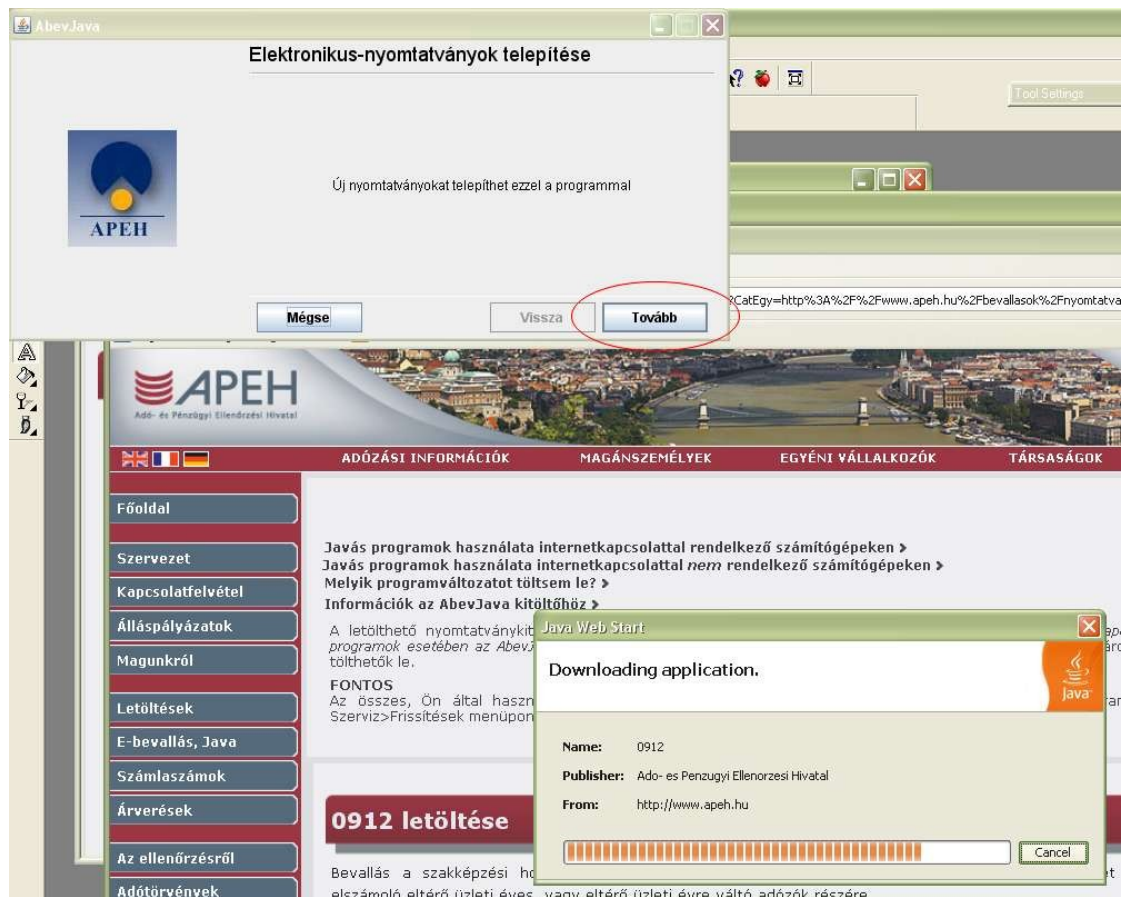 AbevJava
Elektronikus-nyomtatványok telepítése
Tool Settings
Új nyomtatványokat telepíthet ezzel a programmal
APEH
Mégse
Vissza
Tovább
?CatEgy=http%3A%2F%2Fwww.apeh.hu%2Fbevallasok%2Fnyomtatva
APEH
Adó- és Pénzügyi Ellenőrzési Hivatal
ADÓZÁSI INFORMÁCIÓK
MAGÁNSZEMÉLYEK
EGYÉNI VÁLLALKOZÓK
TÁRSASÁGOK
Főoldal
Szervezet
Kapcsolatfelvétel
Álláspályázatok
Magunkról
Letöltések
E-bevallás, Java
Számlaszámok
Árverések
Az ellenőrzésről
Adótörvények
Javás programok használata internetkapcsolattal rendelkező számítógépeken
Javás programok használata internetkapcsolattal nem rendelkező számítógépeken
Melyik programváltozatot töltsem le?
Információk az AbevJava kitöltőhöz
A letölthető nyomtatványkit
programok esetében az AbevJ
tölthetők le.
FONTOS
Az összes, Ön által haszn
Szerviz>Frissítések menüpon
Java Web Start
Downloading application.
Java
Name: 0912
Publisher: Ado- es Penzugyi Ellenorzesi Hivatal
From: http://www.apeh.hu
Cancel
0912 letöltése
Bevallás a szakképzési ho
elszámoló eltérő üzleti éves, vagy eltérő üzleti évre váltó adózók részére